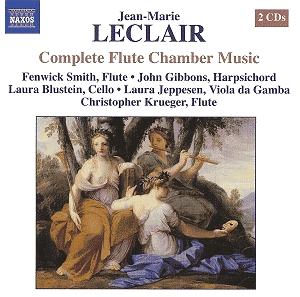 NAXOS
2 CDs
Jean-Marie
LECLAIR
Complete Flute Chamber Music
Fenwick Smith, Flute • John Gibbons, Harpsichord
Laura Blustein, Cello • Laura Jeppesen, Viola da Gamba
Christopher Krueger, Flute